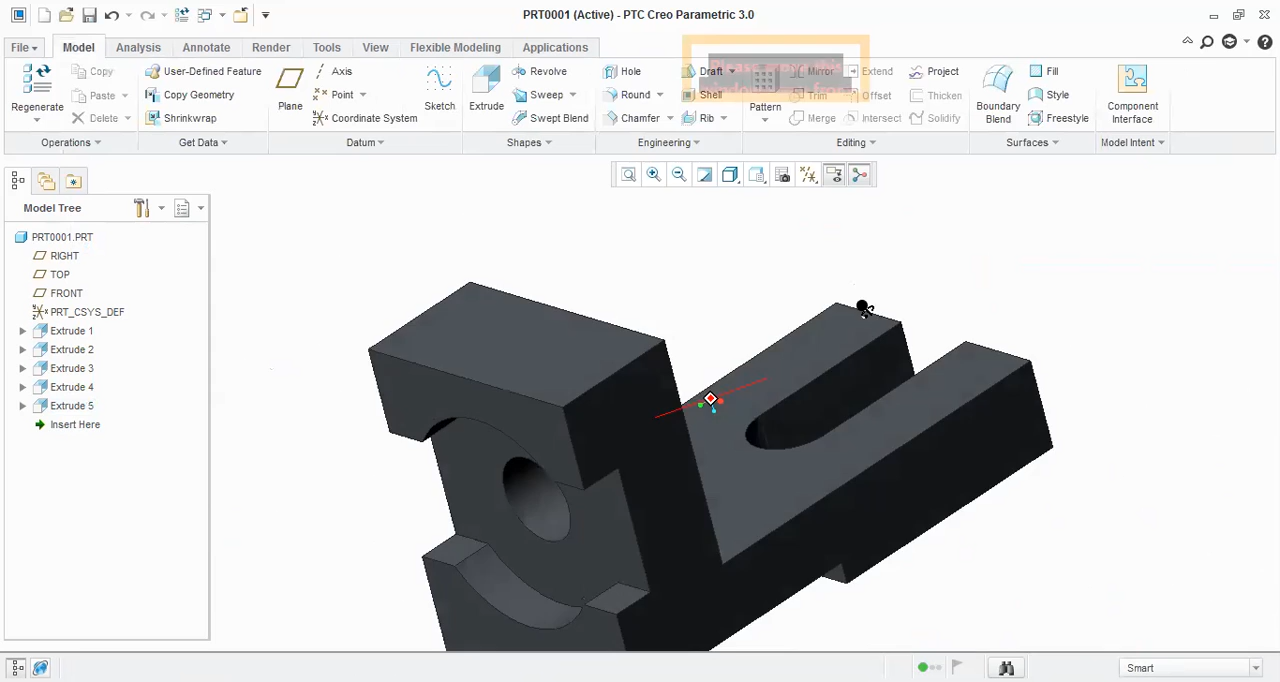 PRT0001 (Active) - PTC Creo Parametric 3.0
File Model Analysis Annotate Render Tools View Flexible Modeling Applications
Regenerate
Copy
Paste
Delete
Operations
User-Defined Feature
Copy Geometry
Shrinkwrap
Get Data
Plane
Axis
Point
Coordinate System
Datum
Sketch
Extrude
Revolve
Sweep
Swept Blend
Shapes
Hole
Round
Chamfer
Draft
Shell
Rib
Engineering
Pattern
Mirror
Trim
Merge
Extend
Offset
Intersect
Project
Thicken
Solidify
Editing
Boundary
Blend
Fill
Style
Freestyle
Surfaces
Component
Interface
Model Intent
Please move this
Model Tree
PRT0001.PRT
RIGHT
TOP
FRONT
PRT_CSYS_DEF
Extrude 1
Extrude 2
Extrude 3
Extrude 4
Extrude 5
Insert Here
Smart